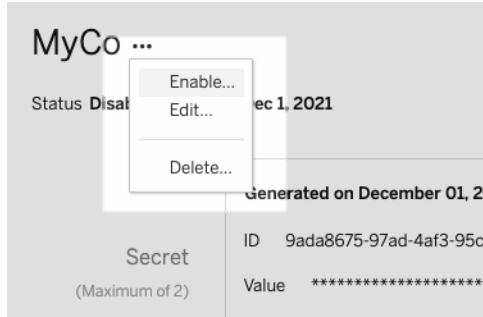 MyCo ...
Enable...
Status Disab ec 1, 2021
Edit...
Delete...
Generated on December 01, 2
ID 9ada8675-97ad-4af3-95c
Secret
(Maximum of 2)
Value *********************